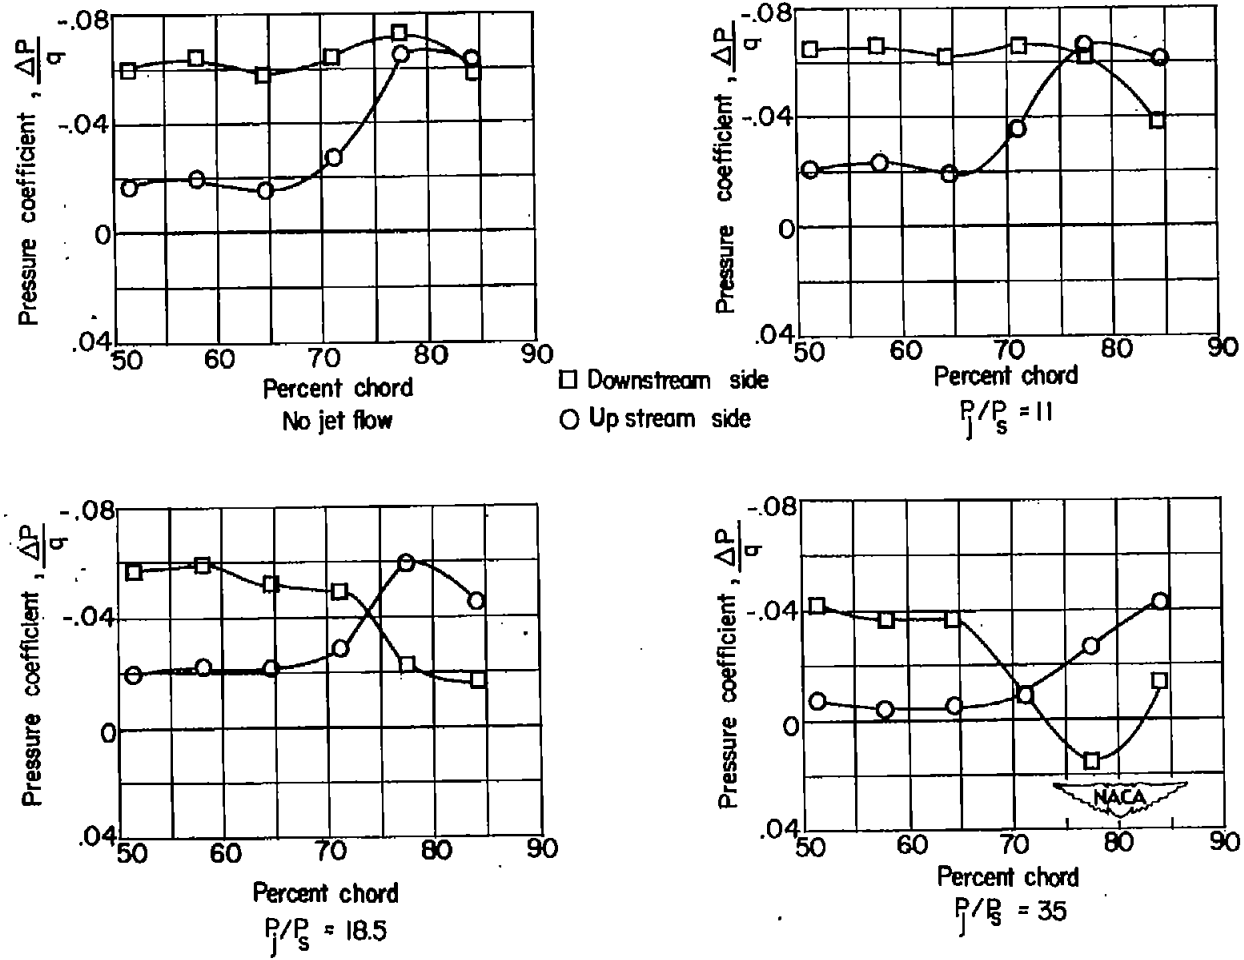 -.08
-.04
0
.04
Pressure coefficient, ΔP/q
50 60 70 80 90
Percent chord
No jet flow
-.08
-.04
0
.04
Pressure coefficient, ΔP/q
50 60 70 80 90
Percent chord
Pj/Ps = 11
□ Downstream side
○ Up stream side
-.08
-.04
0
.04
Pressure coefficient, ΔP/q
50 60 70 80 90
Percent chord
Pj/Ps = 18.5
-.08
-.04
0
.04
Pressure coefficient, ΔP/q
NACA
50 60 70 80 90
Percent chord
Pj/Ps = 35